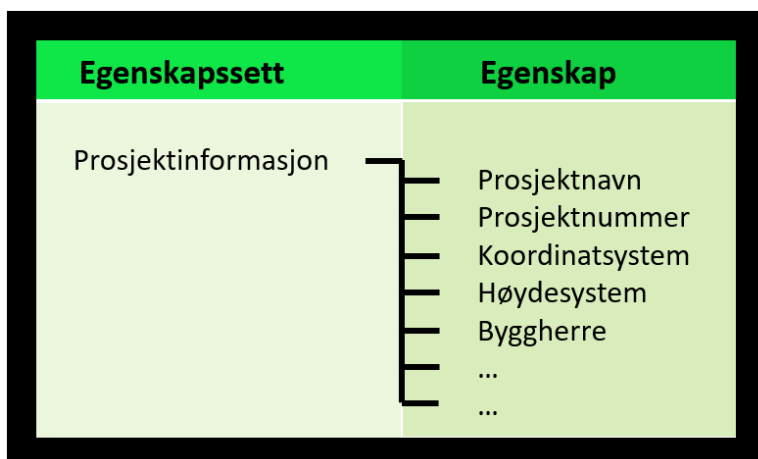 Egenskapssett
Egenskap
Prosjektinformasjon
Prosjektnavn
Prosjektnummer
Koordinatsystem
Høydesystem
Byggherre
…
…